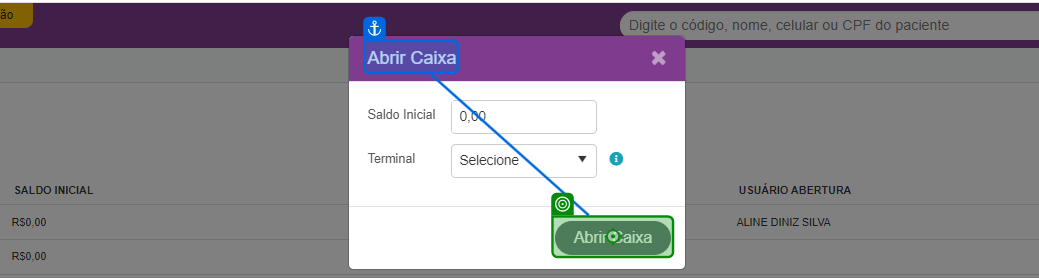 ão
Digite o código, nome, celular ou CPF do paciente
Abrir Caixa
Saldo Inicial
0,00
Terminal
Selecione
SALDO INICIAL
USUÁRIO ABERTURA
R$0,00
ALINE DINIZ SILVA
Abrir Caixa
R$0,00